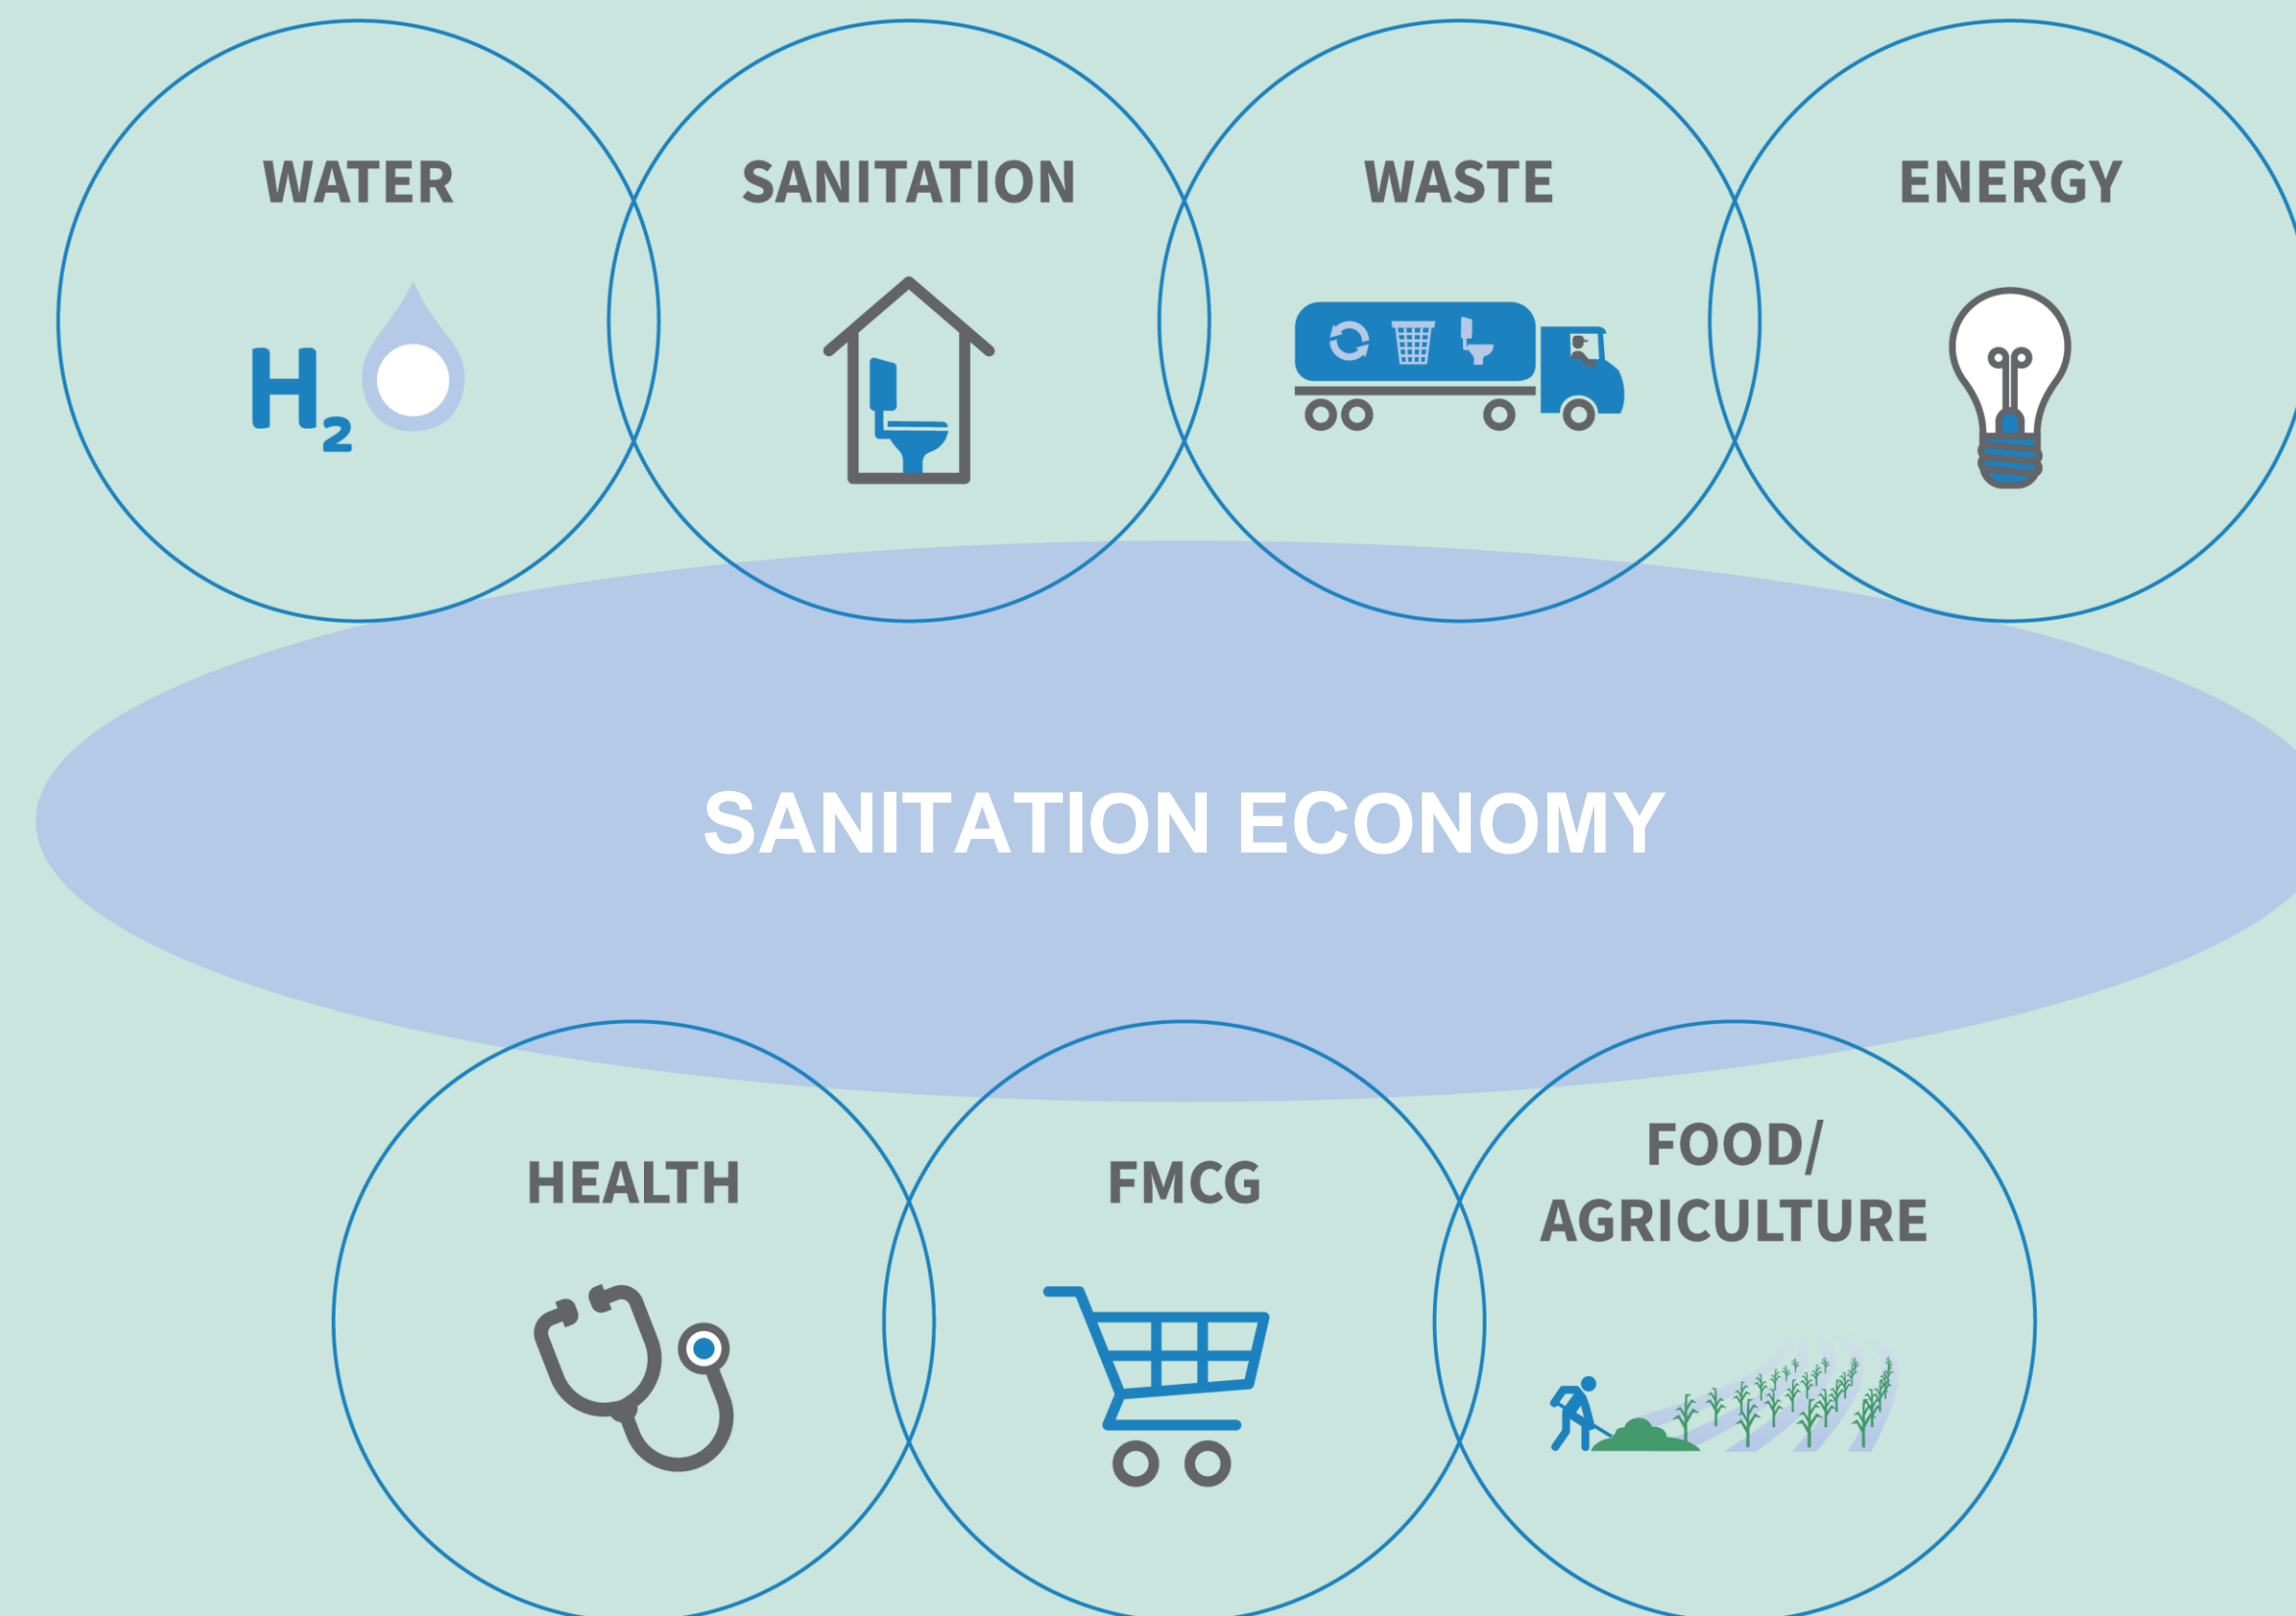 WATER
SANITATION
WASTE
ENERGY
H₂
SANITATION ECONOMY
HEALTH
FMCG
FOOD/
AGRICULTURE